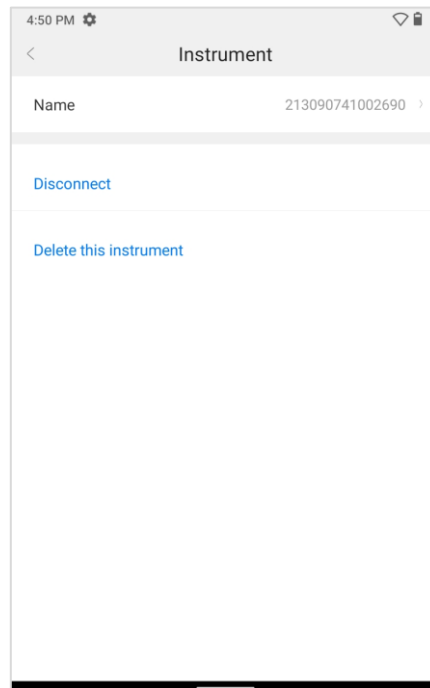 4:50 PM
Instrument
Name 213090741002690
Disconnect
Delete this instrument